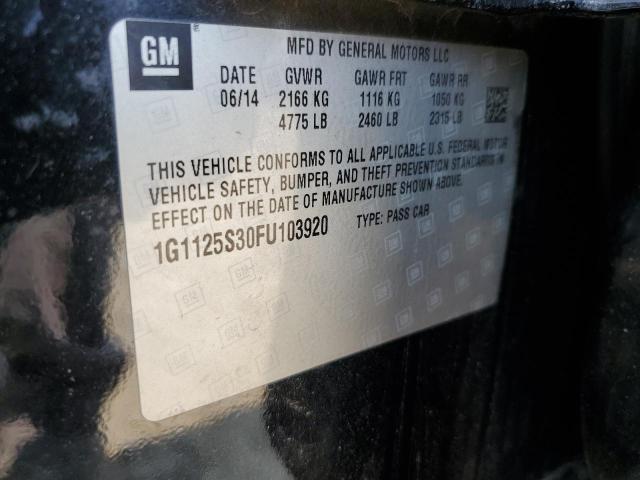 GM
MFD BY GENERAL MOTORS LLC
DATE GVWR GAWR FRT GAWR RR
06/14 2166 KG 1116 KG 1050 KG
4775 LB 2460 LB 2315 LB
THIS VEHICLE CONFORMS TO ALL APPLICABLE U.S. FEDERAL MOTOR
VEHICLE SAFETY, BUMPER, AND THEFT PREVENTION STANDARDS IN
EFFECT ON THE DATE OF MANUFACTURE SHOWN ABOVE.
1G1125S30FU103920 TYPE: PASS CAR